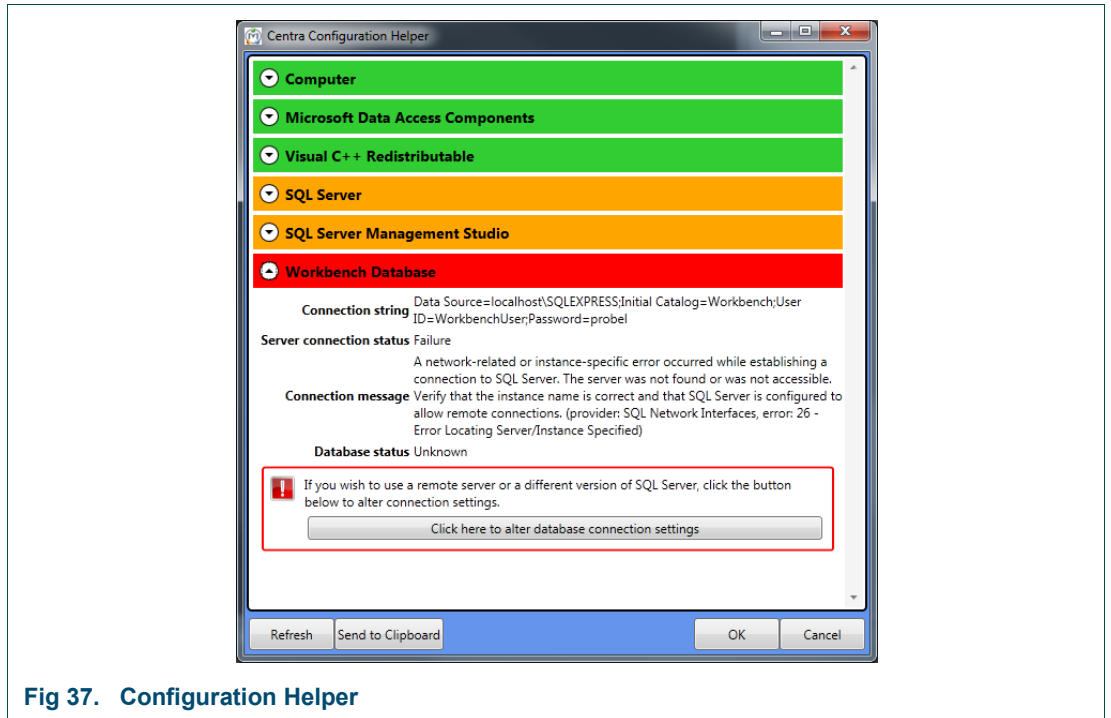 Centra Configuration Helper
Computer
Microsoft Data Access Components
Visual C++ Redistributable
SQL Server
SQL Server Management Studio
Workbench Database
Connection string Data Source=localhost\SQLEXPRESS;Initial Catalog=Workbench;User
ID=WorkbenchUser;Password=probel
Server connection status Failure
A network-related or instance-specific error occurred while establishing a
connection to SQL Server. The server was not found or was not accessible.
Connection message Verify that the instance name is correct and that SQL Server is configured to
allow remote connections. (provider: SQL Network Interfaces, error: 26 -
Error Locating Server/Instance Specified)
Database status Unknown
If you wish to use a remote server or a different version of SQL Server, click the button
below to alter connection settings.
Click here to alter database connection settings
Refresh Send to Clipboard OK Cancel
Fig 37. Configuration Helper